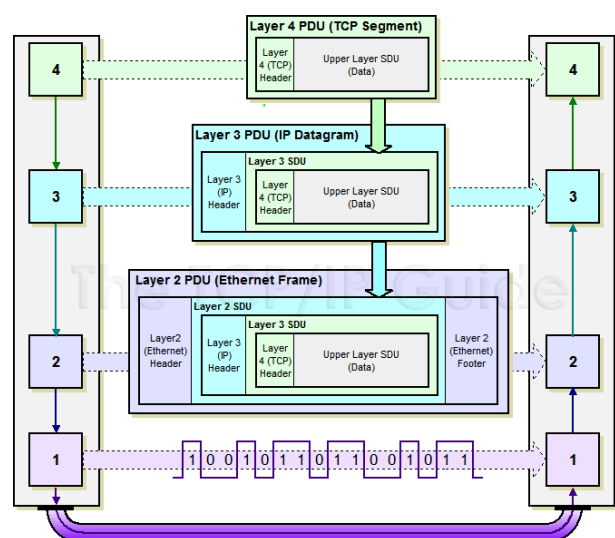 Layer 4 PDU (TCP Segment)
Layer
4 (TCP)
Header
Upper Layer SDU
(Data)
4
4
Layer 3 PDU (IP Datagram)
Layer 3 SDU
Layer 3
(IP)
Header
Layer
4 (TCP)
Header
Upper Layer SDU
(Data)
3
3
The TCP/IP Guide
Layer 2 PDU (Ethernet Frame)
Layer 2 SDU
Layer 3 SDU
Layer2
(Ethernet)
Header
Layer 3
(IP)
Header
Layer
4 (TCP)
Header
Upper Layer SDU
(Data)
Layer 2
(Ethernet)
Footer
2
2
1
1 0 0 1 0 1 1 0 1 1 0 0 1 0 1 1
1